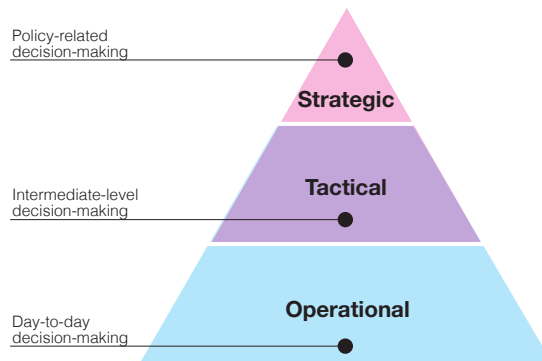 Policy-related
decision-making
Strategic
Intermediate-level
decision-making
Tactical
Operational
Day-to-day
decision-making